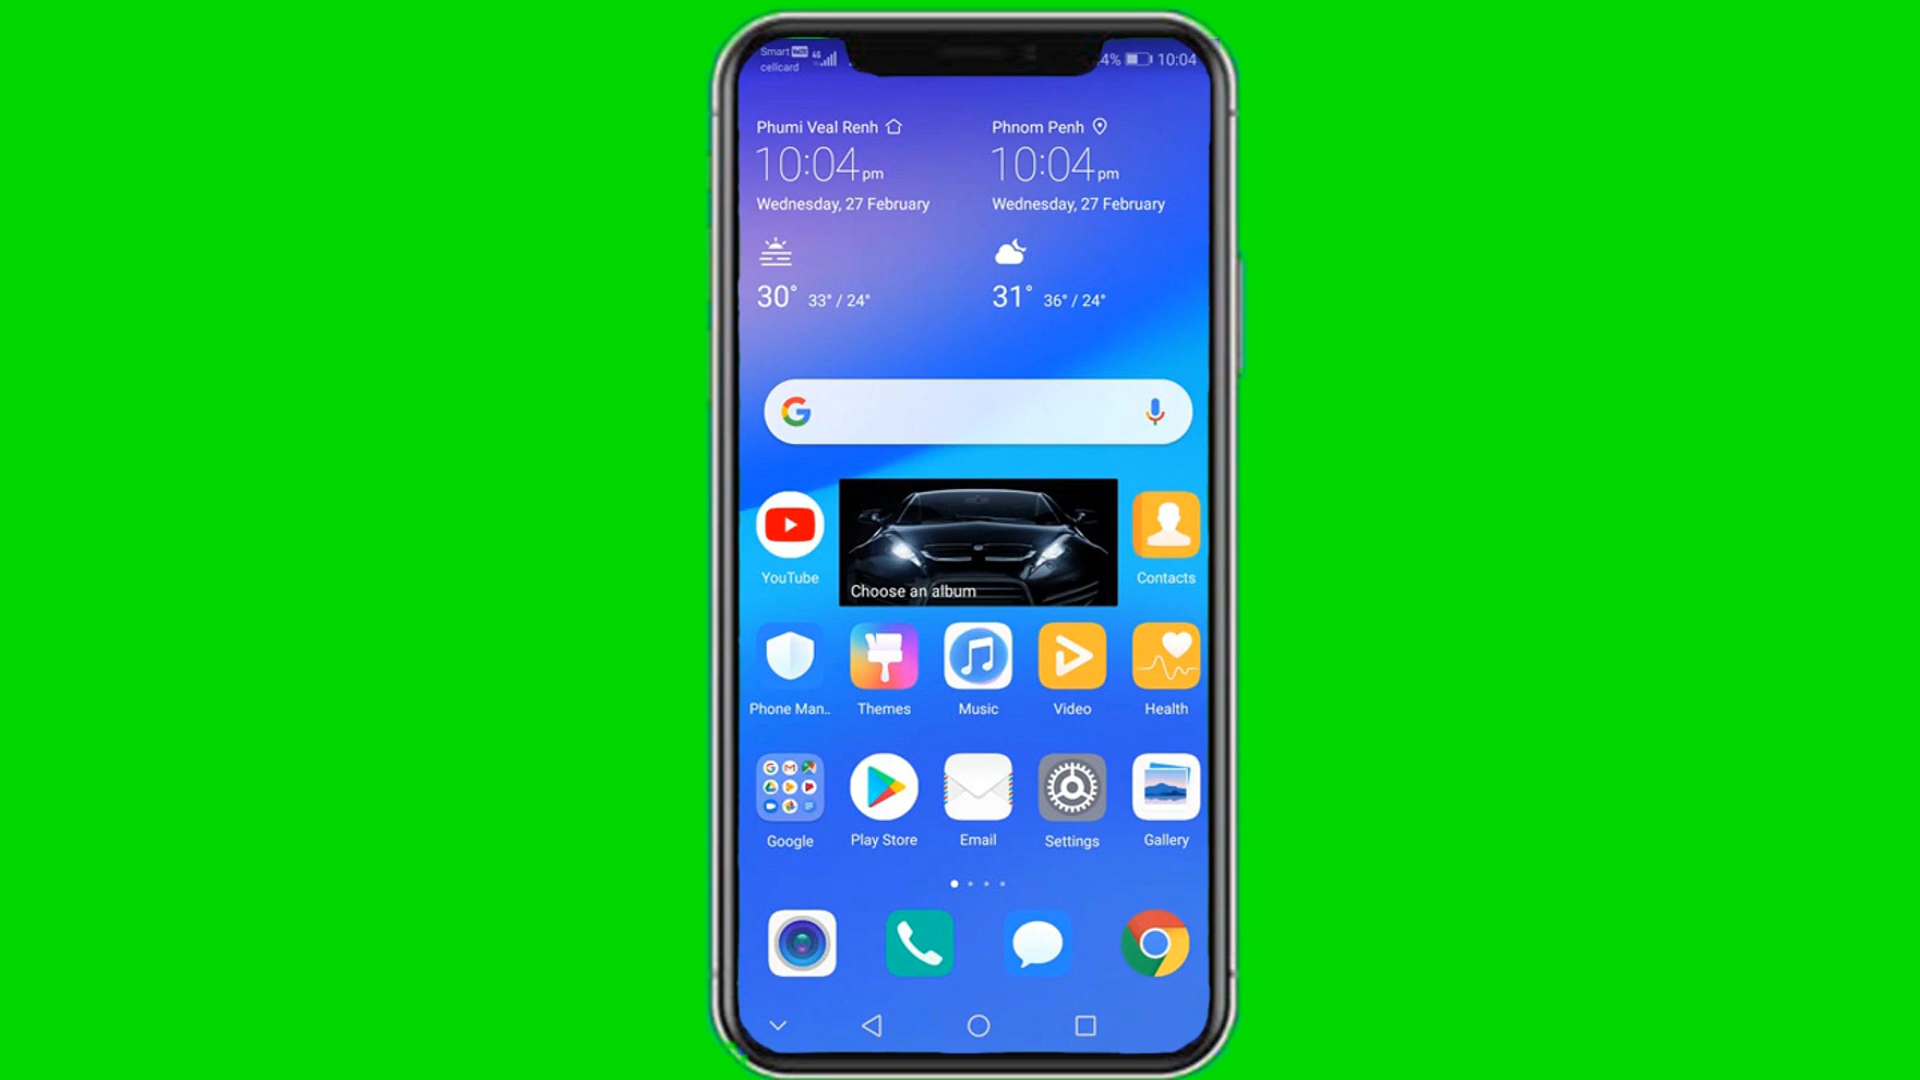 Smart VoLTE 4G
cellcard
4% 10:04
Phumi Veal Renh
Phnom Penh
10:04 pm
10:04 pm
Wednesday, 27 February
Wednesday, 27 February
30° 33° / 24°
31° 36° / 24°
YouTube
Choose an album
Contacts
Phone Man..
Themes
Music
Video
Health
Google
Play Store
Email
Settings
Gallery